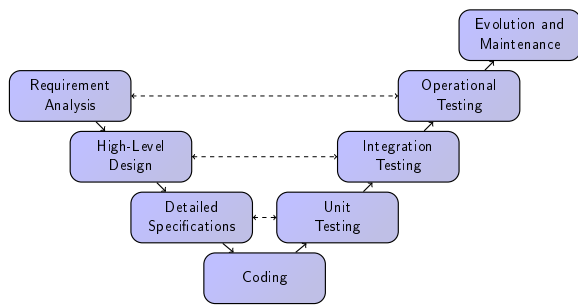 Evolution and
Maintenance
Requirement
Analysis
Operational
Testing
High-Level
Design
Integration
Testing
Detailed
Specifications
Unit
Testing
Coding